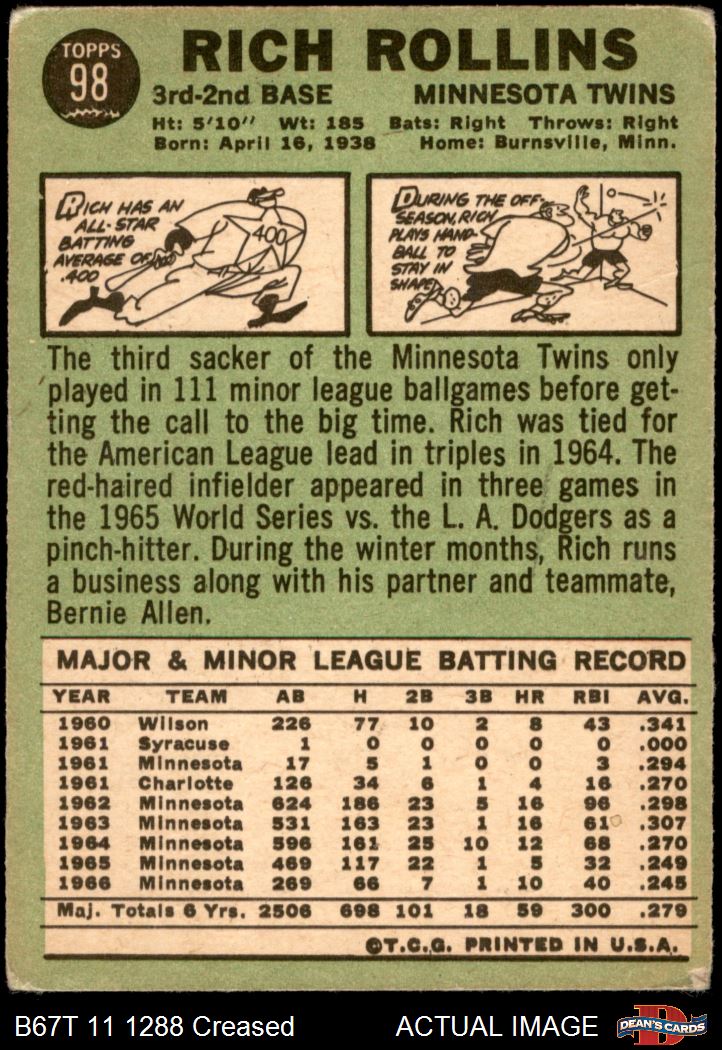 TOPPS
98
RICH ROLLINS
3rd-2nd BASE MINNESOTA TWINS
Ht: 5'10" Wt: 185 Bats: Right Throws: Right
Born: April 16, 1938 Home: Burnsville, Minn.
RICH HAS AN
ALL-STAR
BATTING
AVERAGE OF
.400
400
DURING THE OFF-
SEASON, RICH
PLAYS HAND-
BALL TO
STAY IN
SHAPE
The third sacker of the Minnesota Twins only
played in 111 minor league ballgames before get-
ting the call to the big time. Rich was tied for
the American League lead in triples in 1964. The
red-haired infielder appeared in three games in
the 1965 World Series vs. the L. A. Dodgers as a
pinch-hitter. During the winter months, Rich runs
a business along with his partner and teammate,
Bernie Allen.
MAJOR & MINOR LEAGUE BATTING RECORD
YEAR TEAM AB H 2B 3B HR RBI AVG.
1960 Wilson 226 77 10 2 8 43 .341
1961 Syracuse 1 0 0 0 0 0 .000
1961 Minnesota 17 5 1 0 0 3 .294
1961 Charlotte 126 34 6 1 4 16 .270
1962 Minnesota 624 186 23 5 16 96 .298
1963 Minnesota 531 163 23 1 16 61 .307
1964 Minnesota 596 161 25 10 12 68 .270
1965 Minnesota 469 117 22 1 5 32 .249
1966 Minnesota 269 66 7 1 10 40 .245
Maj. Totals 6 Yrs. 2506 698 101 18 59 300 .279
©T.C.G. PRINTED IN U.S.A.
B67T 11 1288 Creased ACTUAL IMAGE
D
DEAN'S CARDS